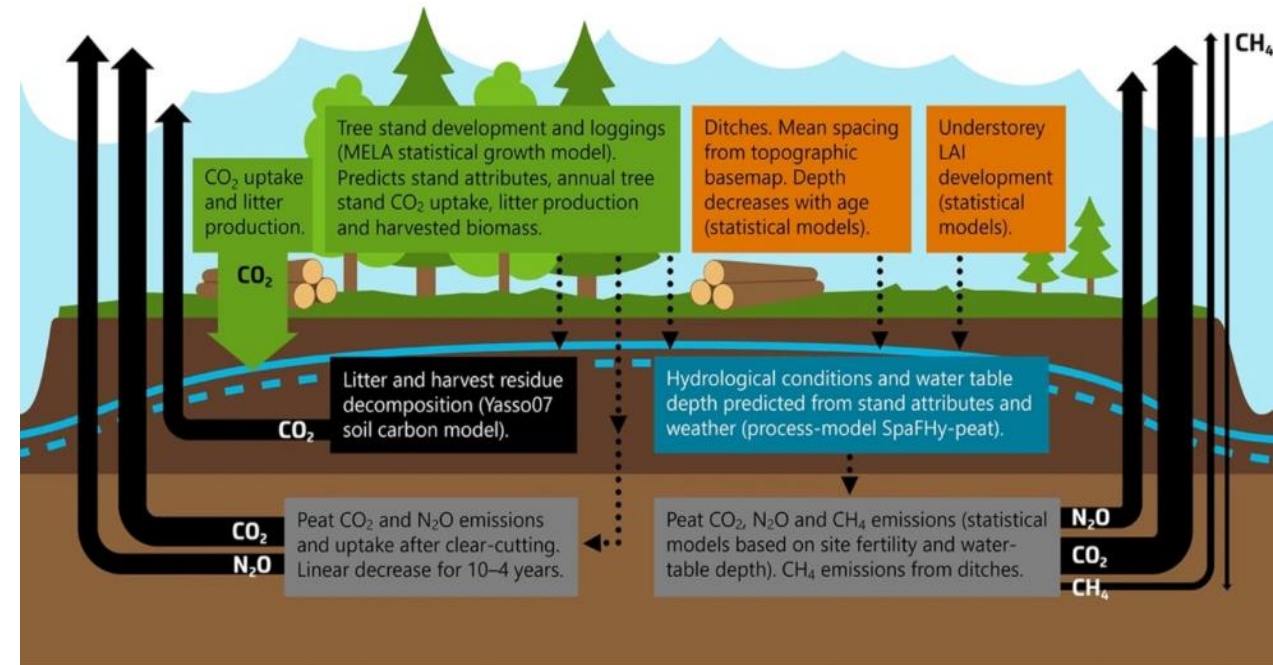 CH₄
Tree stand development and loggings
(MELA statistical growth model).
Predicts stand attributes, annual tree
stand CO₂ uptake, litter production
and harvested biomass.
Ditches. Mean spacing
from topographic
basemap. Depth
decreases with age
(statistical models).
Understorey
LAI
development
(statistical
models).
CO₂ uptake
and litter
production.
CO₂
Litter and harvest residue
decomposition (Yasso07
soil carbon model).
CO₂
Hydrological conditions and water table
depth predicted from stand attributes and
weather (process-model SpaFHy-peat).
Peat CO₂ and N₂O emissions
and uptake after clear-cutting.
Linear decrease for 10–4 years.
CO₂
N₂O
Peat CO₂, N₂O and CH₄ emissions (statistical
models based on site fertility and water-
table depth). CH₄ emissions from ditches.
N₂O
CO₂
CH₄